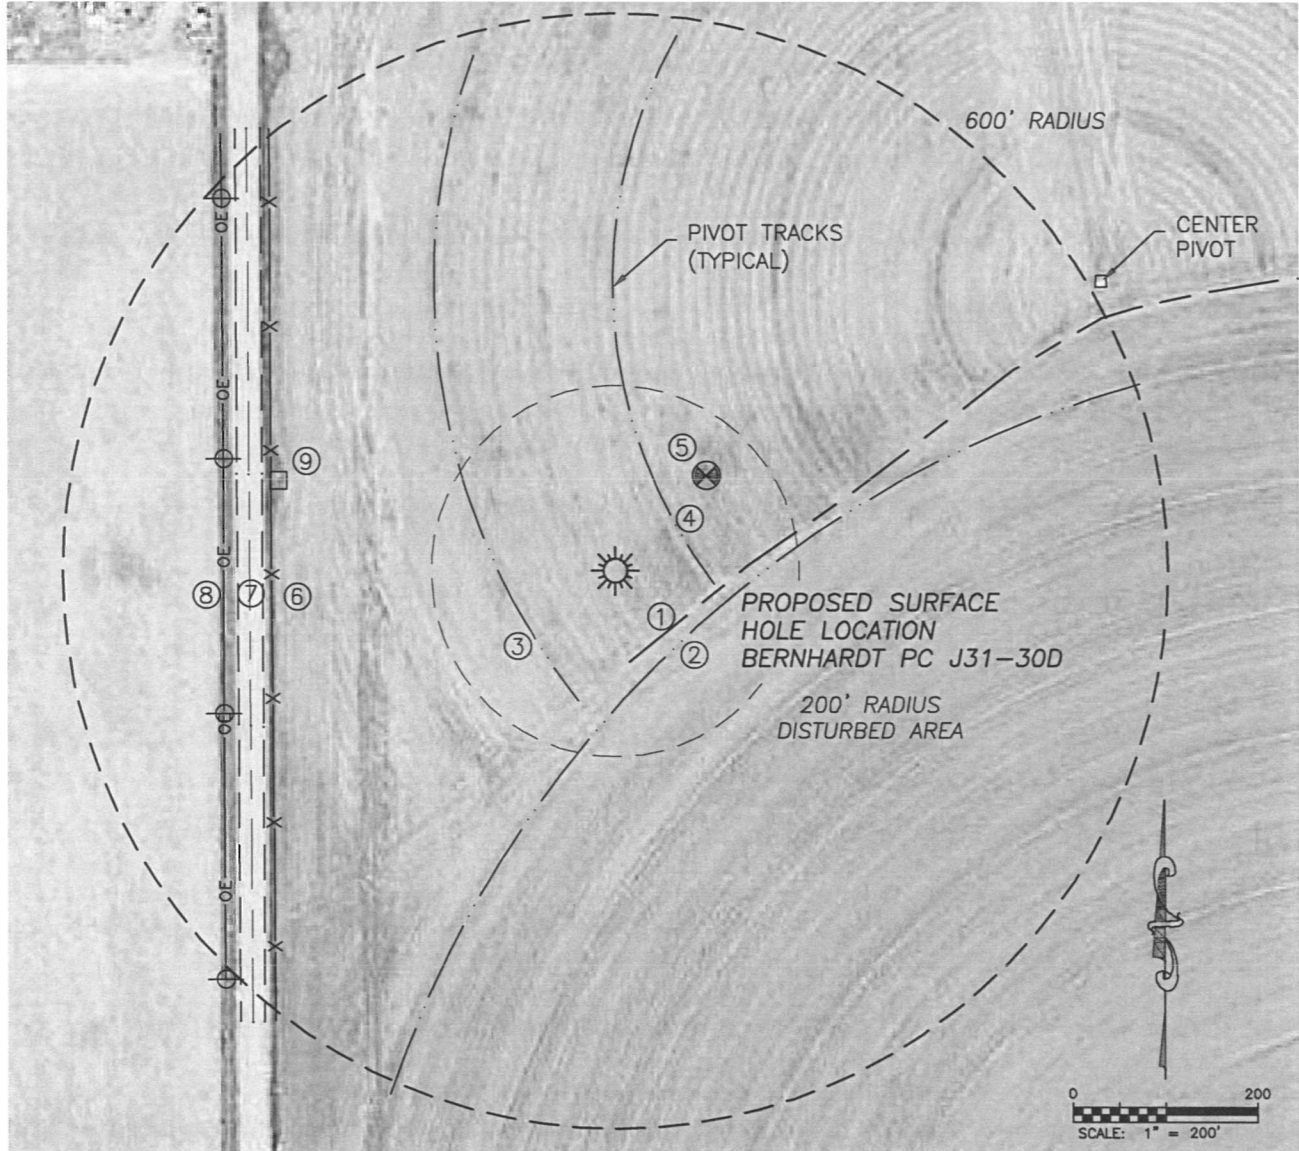 600' RADIUS
PIVOT TRACKS
(TYPICAL)
CENTER
PIVOT
OE
OE
⑨
⑤
④
OE
⑧ ⑦ ⑥
①
③
②
PROPOSED SURFACE
HOLE LOCATION
BERNHARDT PC J31-30D
200' RADIUS
DISTURBED AREA
OE
OE
0 200
SCALE: 1" = 200'